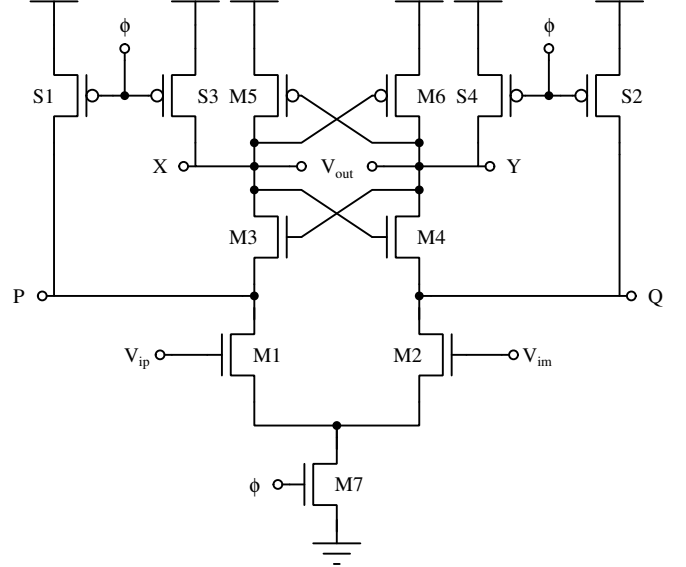 ϕ ϕ
S1 S3 M5 M6 S4 S2
X V_out Y
M3 M4
P Q
V_ip M1 M2 V_im
ϕ M7